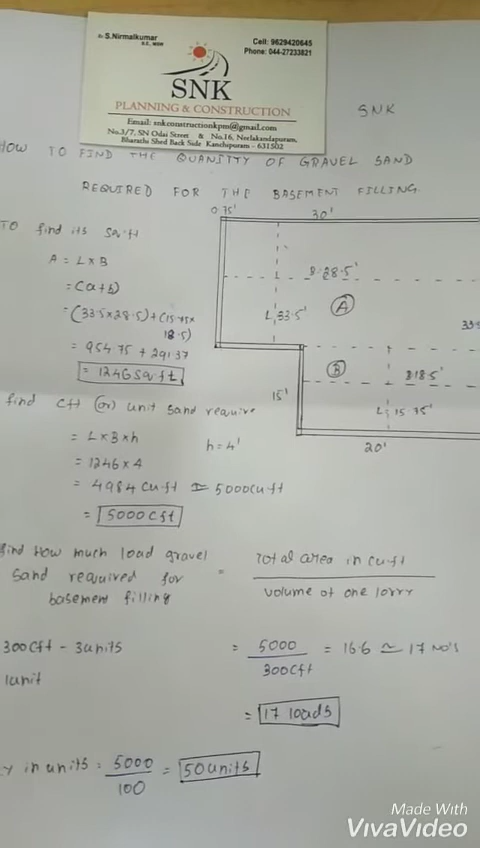 Er S.Nirmalkumar
B.E, MBM
Cell: 9629420645
Phone: 044-27233821
SNK
PLANNING & CONSTRUCTION
Email: snkconstructionkpm@gmail.com
No.3/7, SN Odai Street & No.16, Neelakandapuram,
Bharathi Shed Back Side Kanchipuram - 631502
SNK
HOW TO FIND THE QUANTITY OF GRAVEL SAND
REQUIRED FOR THE BASEMENT FILLING.
0.75'
30'
TO find its Sq.ft
A = L x B
= (a+b)
= (33.5x28.5)+(15.75x
18.5)
= 954.75 + 291.37
= 1246 Sq.ft
B.28.5'
L.33.5'
A
33.5
B
B.18.5'
15'
L. 15.75'
20'
find cft (or) unit sand require
= L x B x h
h = 4'
= 1246 x 4
= 4984 cu.ft ≃ 5000cu.ft
= 5000 Cft
find How much load gravel
sand required for
basement filling
= Total area in cu.ft
volume of one lorry
300 cft - 3 units
1unit
= 5000
300cft
= 16.6 ≃ 17 No's
= 17 loads
y in units = 5000
100
= 50 units
Made With
VivaVideo